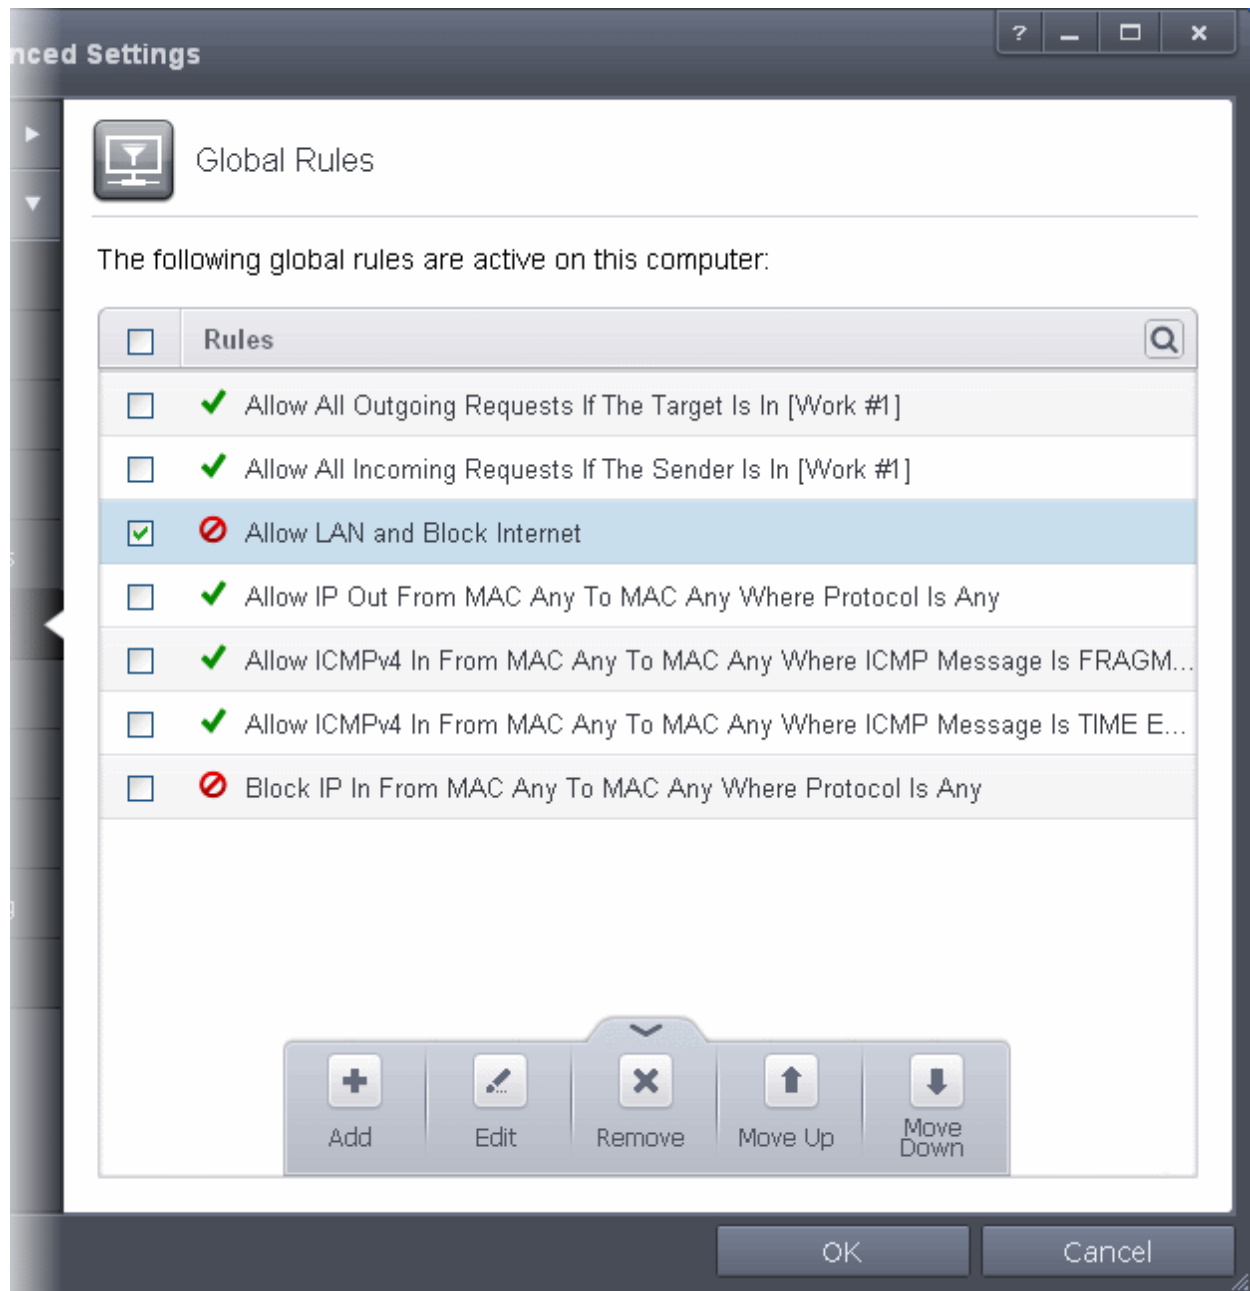 nced Settings
?
Global Rules
The following global rules are active on this computer:
Rules
Allow All Outgoing Requests If The Target Is In [Work #1]
Allow All Incoming Requests If The Sender Is In [Work #1]
Allow LAN and Block Internet
Allow IP Out From MAC Any To MAC Any Where Protocol Is Any
Allow ICMPv4 In From MAC Any To MAC Any Where ICMP Message Is FRAGM...
Allow ICMPv4 In From MAC Any To MAC Any Where ICMP Message Is TIME E...
Block IP In From MAC Any To MAC Any Where Protocol Is Any
Add
Edit
Remove
Move Up
Move
Down
OK
Cancel